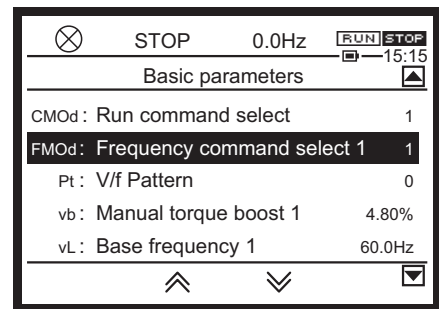 STOP 0.0Hz RUN STOP
15:15
Basic parameters
CMOd: Run command select 1
FMOd: Frequency command select 1 1
Pt: V/f Pattern 0
vb: Manual torque boost 1 4.80%
vL: Base frequency 1 60.0Hz